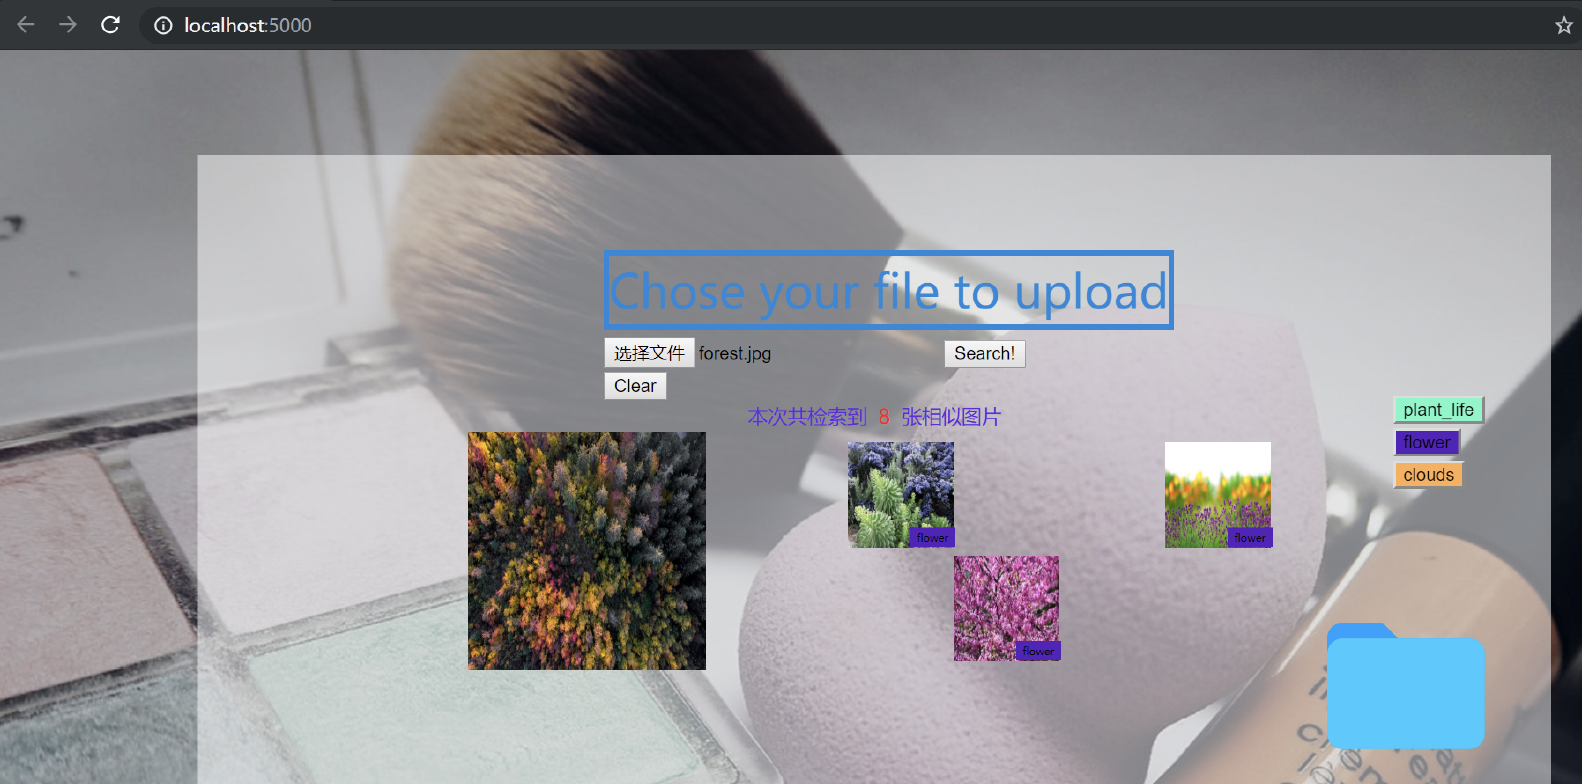 localhost:5000
Chose your file to upload
选择文件 forest.jpg Search!
Clear
本次共检索到 8 张相似图片
plant_life
flower
clouds
flower
flower
flower